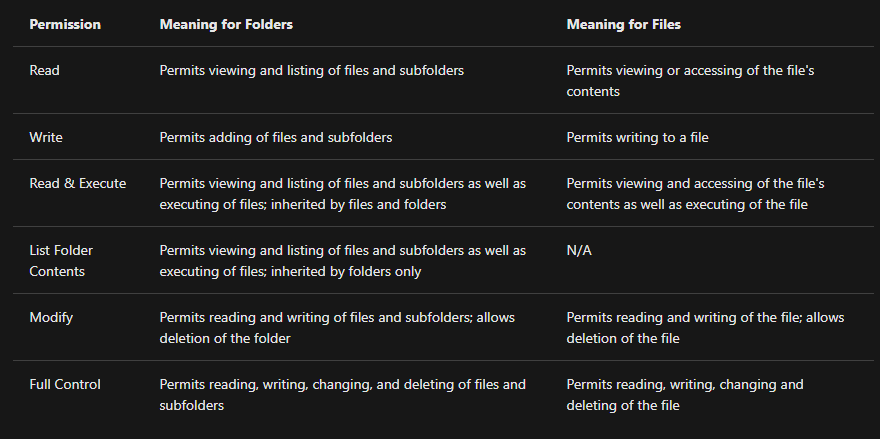 Permission Meaning for Folders Meaning for Files
Read Permits viewing and listing of files and subfolders Permits viewing or accessing of the file's
contents
Write Permits adding of files and subfolders Permits writing to a file
Read & Execute Permits viewing and listing of files and subfolders as well as Permits viewing and accessing of the file's
executing of files; inherited by files and folders contents as well as executing of the file
List Folder Permits viewing and listing of files and subfolders as well as N/A
Contents executing of files; inherited by folders only
Modify Permits reading and writing of files and subfolders; allows Permits reading and writing of the file; allows
deletion of the folder deletion of the file
Full Control Permits reading, writing, changing, and deleting of files and Permits reading, writing, changing and
subfolders deleting of the file